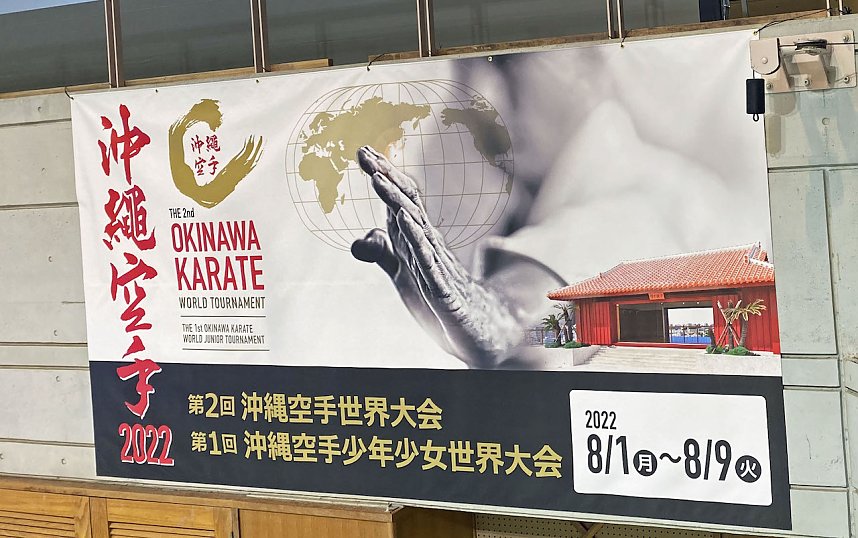 沖縄空手
2022
沖縄
空手
THE 2nd
OKINAWA
KARATE
WORLD TOURNAMENT
THE 1st OKINAWA KARATE
WORLD JUNIOR TOURNAMENT
第2回 沖縄空手世界大会
第1回 沖縄空手少年少女世界大会
2022
8/1月～8/9火